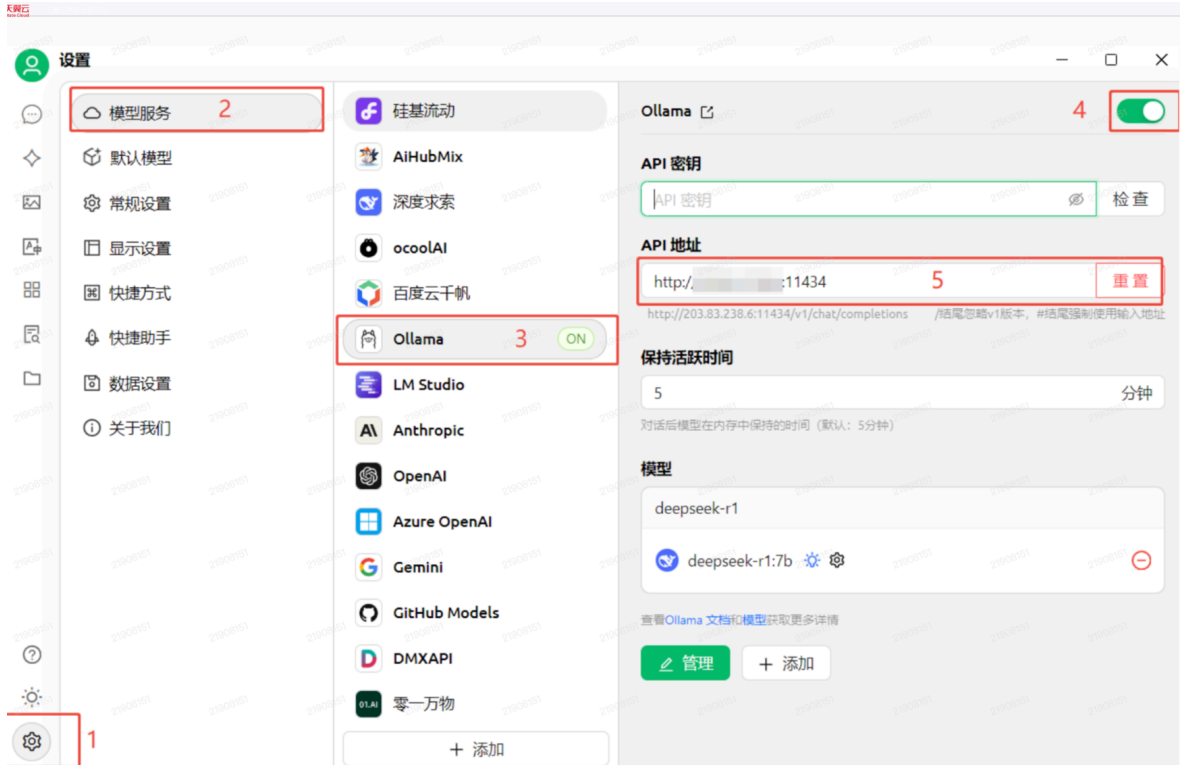 天翼云
设置
模型服务
2
默认模型
常规设置
显示设置
快捷方式
快捷助手
数据设置
关于我们
1
硅基流动
AiHubMix
深度求索
ocoolAI
百度云千帆
Ollama
3
ON
LM Studio
Anthropic
OpenAI
Azure OpenAI
Gemini
GitHub Models
DMXAPI
01.AI
零一万物
+ 添加
Ollama
4
API 密钥
API 密钥
检查
API 地址
http:/
:11434
5
重置
http://203.83.238.6:11434/v1/chat/completions
/结尾忽略v1版本，#结尾强制使用输入地址
保持活跃时间
5
分钟
对话后模型在内存中保持的时间（默认：5分钟）
模型
deepseek-r1
deepseek-r1:7b
查看Ollama 文档和模型获取更多详情
管理
+ 添加
21908151